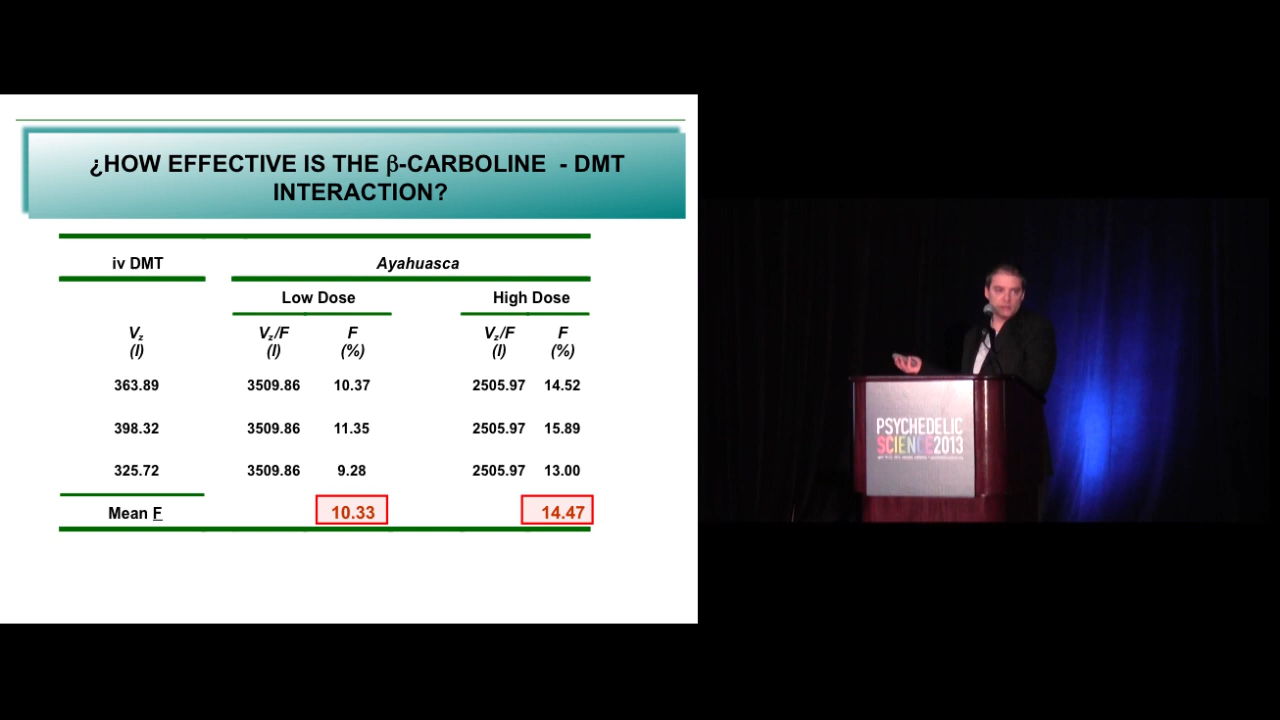 ¿HOW EFFECTIVE IS THE β-CARBOLINE - DMT
INTERACTION?
iv DMT Ayahuasca
Low Dose High Dose
Vz Vz/F F Vz/F F
(l) (l) (%) (l) (%)
363.89 3509.86 10.37 2505.97 14.52
398.32 3509.86 11.35 2505.97 15.89
325.72 3509.86 9.28 2505.97 13.00
Mean F 10.33 14.47
PSYCHEDELIC
SCIENCE2013